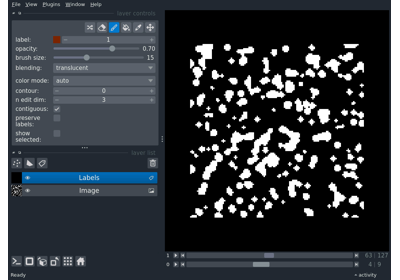 File View Plugins Window Help
layer controls
label: 1
opacity: 0.70
brush size: 15
blending: translucent
color mode: auto
contour: 0
n edit dim: 3
contiguous:
preserve labels:
show selected:
layer list
Labels
Image
1 63 127
0 4 9
activity